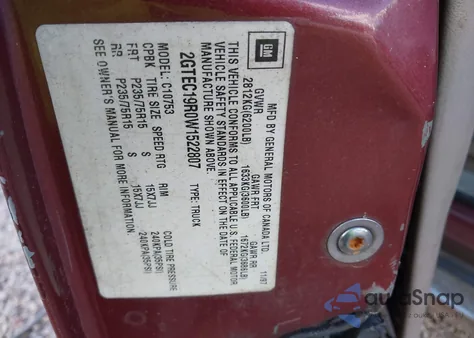 GM
MFD BY GENERAL MOTORS OF CANADA LTD. 11/97
GVWR GAWR FRT GAWR RR
2812KG(6200LB) 1633KG(3600LB) 1672KG(3686LB)
THIS VEHICLE CONFORMS TO ALL APPLICABLE U.S. FEDERAL MOTOR
VEHICLE SAFETY STANDARDS IN EFFECT ON THE DATE OF
MANUFACTURE SHOWN ABOVE.
2GTEC19R0W1522807 TYPE: TRUCK
MODEL: C10753
CPBK TIRE SIZE SPEED RTG RIM COLD TIRE PRESSURE
FRT P235/75R15 S 15X7JJ 240KPA(35PSI)
RR P235/75R15 S 15X7JJ 240KPA(35PSI)
SEE OWNER'S MANUAL FOR MORE INFORMATION.
autoSnap